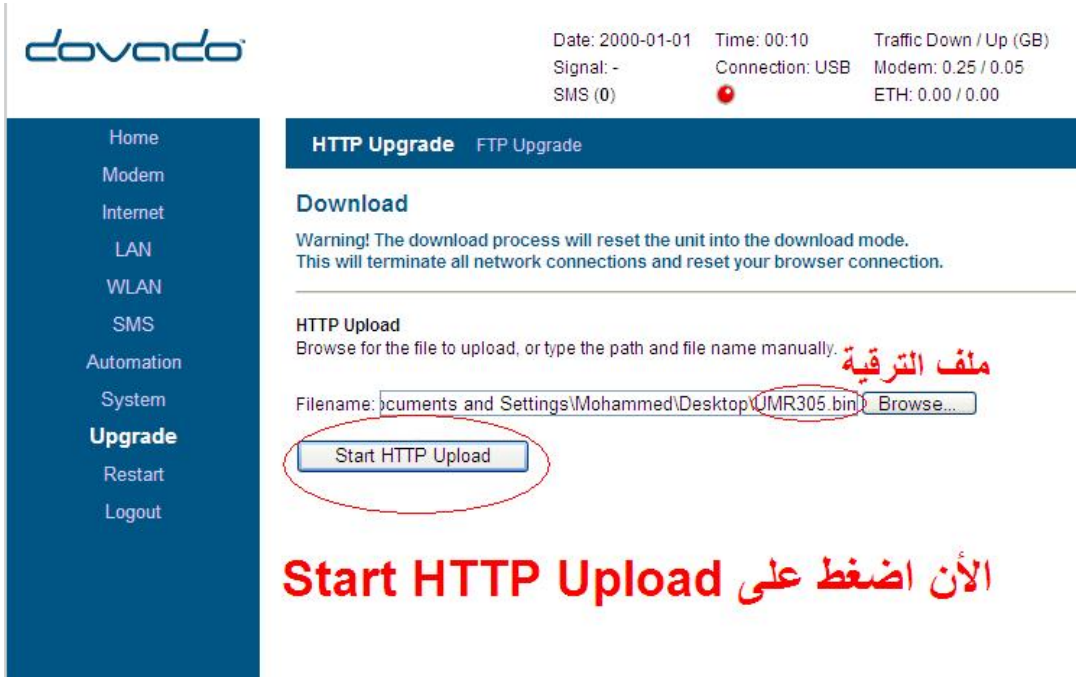 dovado
Date: 2000-01-01 Time: 00:10 Traffic Down / Up (GB)
Signal: - Connection: USB Modem: 0.25 / 0.05
SMS (0) ETH: 0.00 / 0.00
Home
Modem
Internet
LAN
WLAN
SMS
Automation
System
Upgrade
Restart
Logout
HTTP Upgrade FTP Upgrade
Download
Warning! The download process will reset the unit into the download mode.
This will terminate all network connections and reset your browser connection.
HTTP Upload
Browse for the file to upload, or type the path and file name manually.
ملف الترقية
Filename: ocuments and Settings\Mohammed\Desktop\UMR305.bin Browse...
Start HTTP Upload
الأن اضغط على Start HTTP Upload